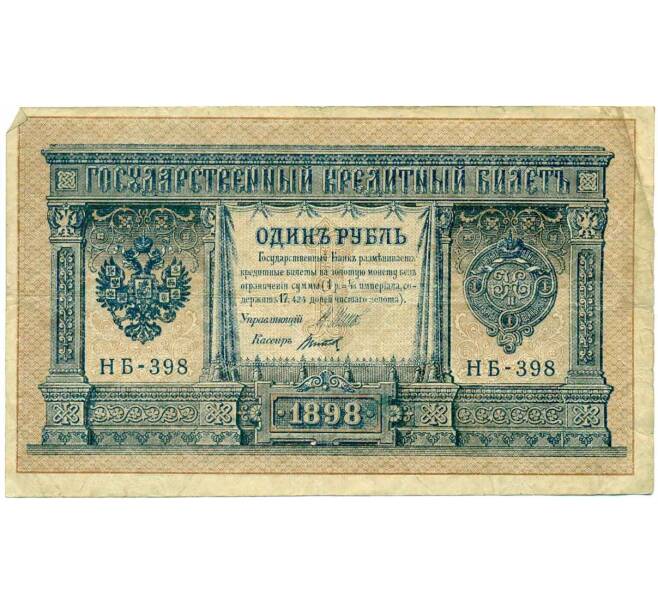 ГОСУДАРСТВЕННЫЙ КРЕДИТНЫЙ БИЛЕТЪ
ОДИНЪ РУБЛЬ
Государственный Банкъ размѣниваетъ
кредитные билеты на золотую монету безъ
ограниченія суммы (1 р. = 1/15 имперіала, со-
держитъ 17,424 долей чистаго золота).
Управляющій
Кассиръ
НБ-398
НБ-398
1898